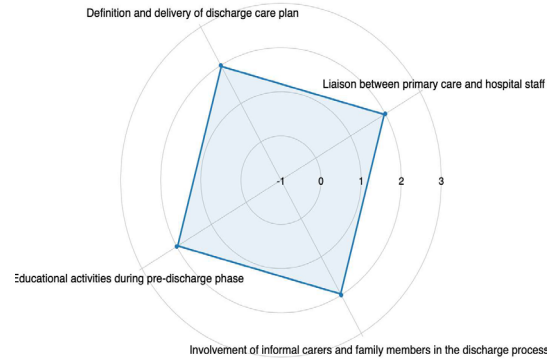 Definition and delivery of discharge care plan
Liaison between primary care and hospital staff
-1 0 1 2 3
Educational activities during pre-discharge phase
Involvement of informal carers and family members in the discharge process